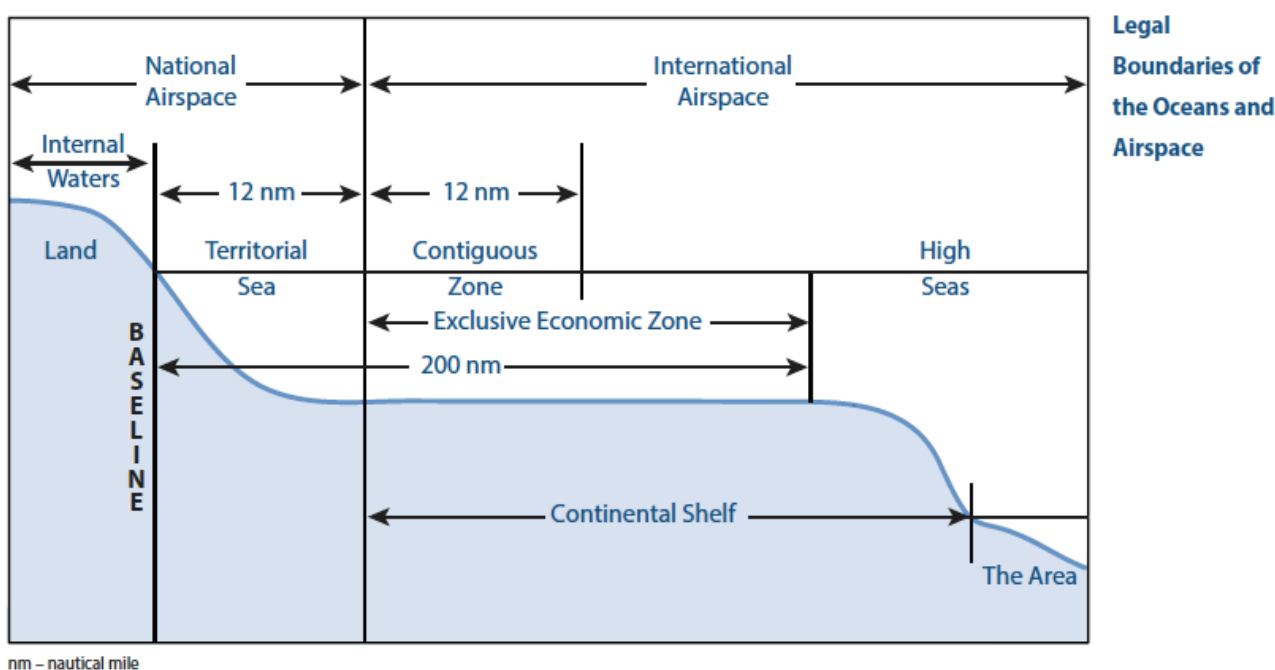 Legal
Boundaries of
the Oceans and
Airspace
National
Airspace
International
Airspace
Internal
Waters
12 nm
12 nm
Land
Territorial
Sea
Contiguous
Zone
High
Seas
Exclusive Economic Zone
200 nm
BASELINE
Continental Shelf
The Area
nm – nautical mile